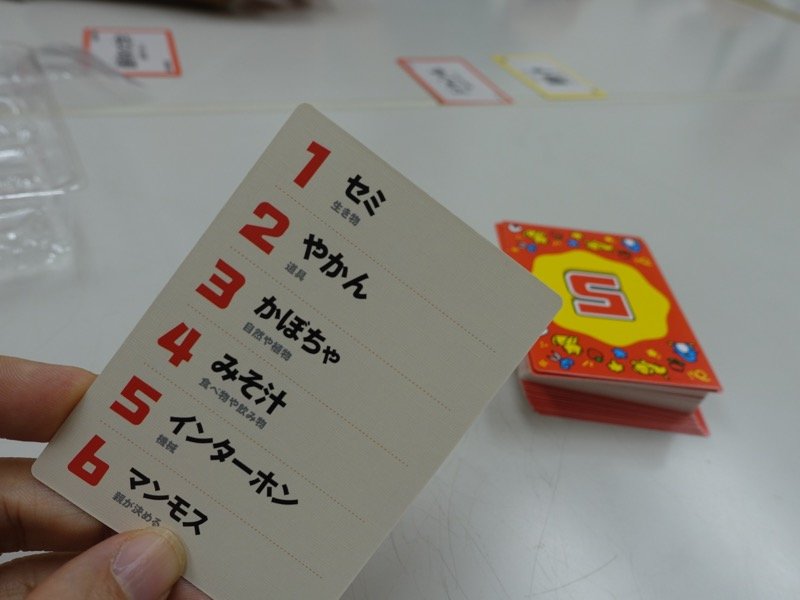 1 セミ
生き物
2 やかん
道具
3 かぼちゃ
自然や植物
4 みそ汁
食べ物や飲み物
5 インターホン
機械
6 マンモス
親が決める
5